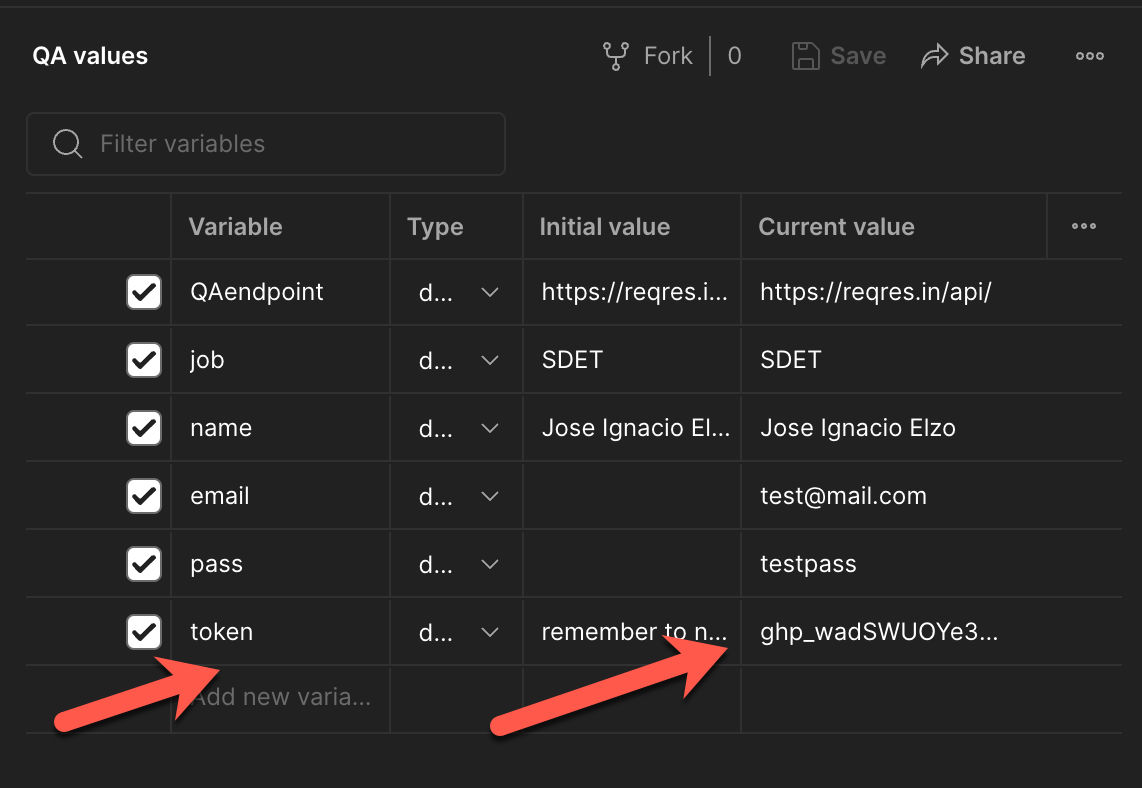 QA values Fork 0 Save Share
Filter variables
Variable Type Initial value Current value
QAendpoint d... https://reqres.i... https://reqres.in/api/
job d... SDET SDET
name d... Jose Ignacio El... Jose Ignacio Elzo
email d... test@mail.com
pass d... testpass
token d... remember to n... ghp_wadSWUOYe3...
Add new varia...